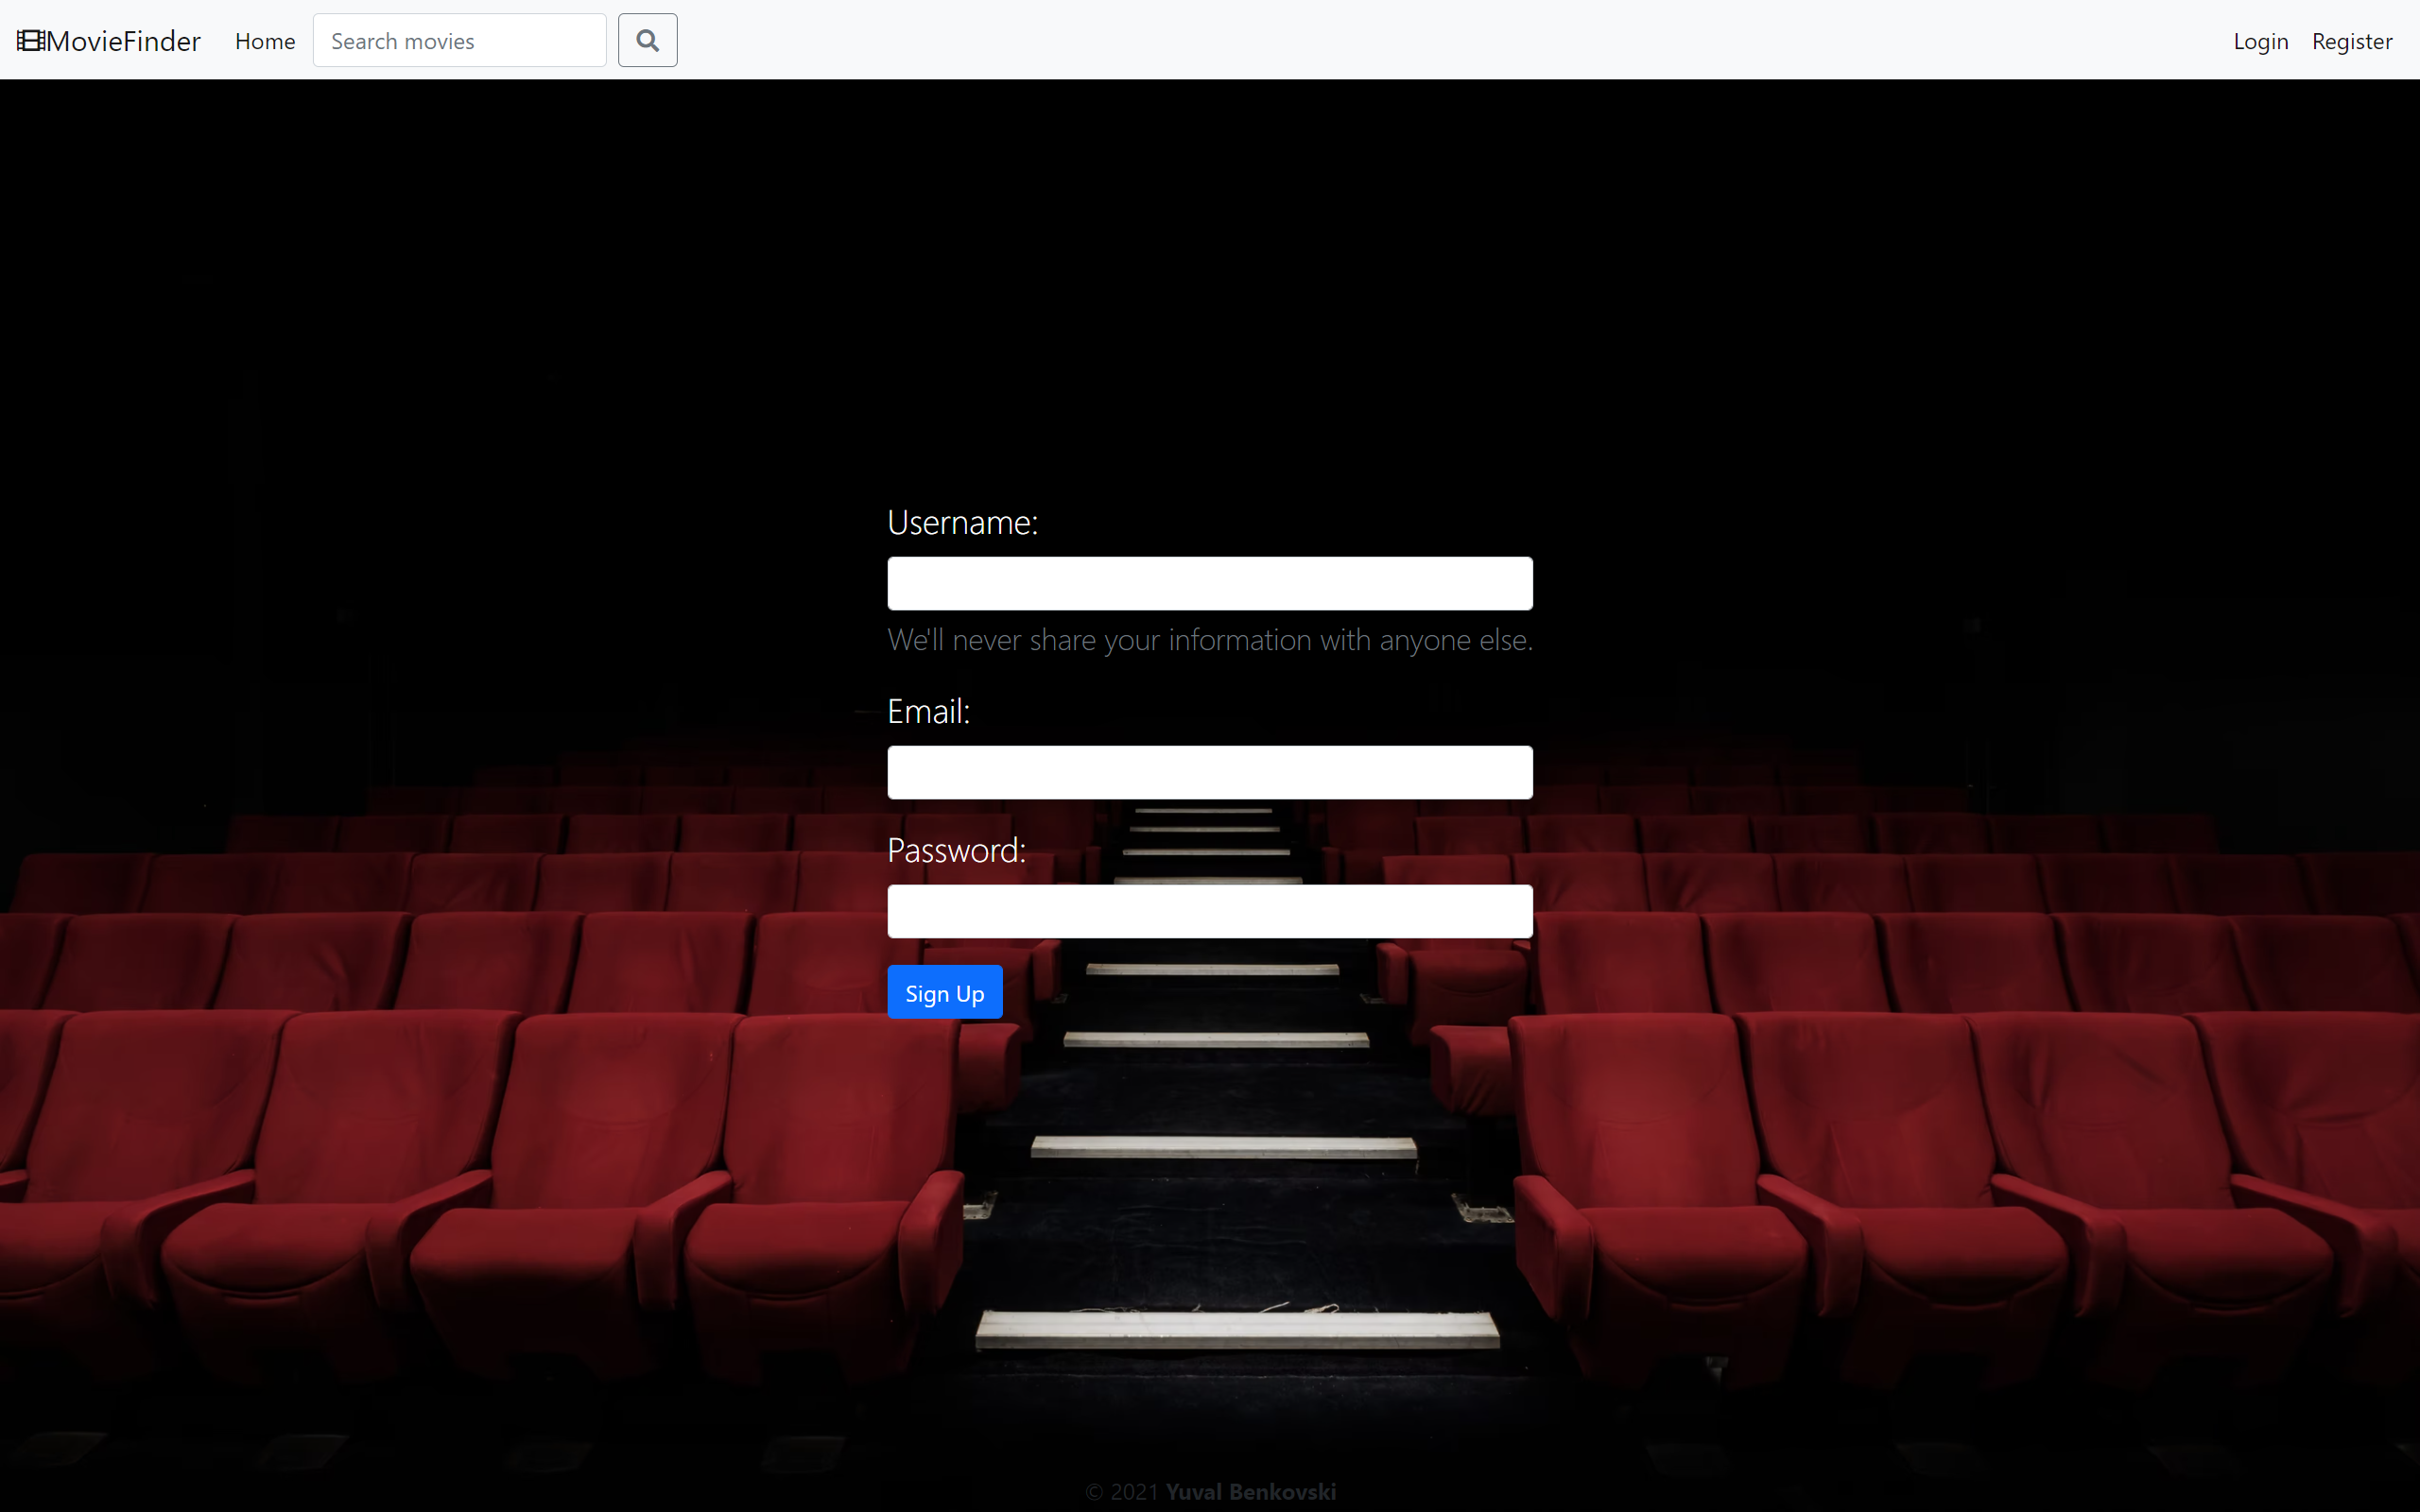 MovieFinder Home Search movies Login Register
Username:
We'll never share your information with anyone else.
Email:
Password:
Sign Up
© 2021 Yuval Benkovski